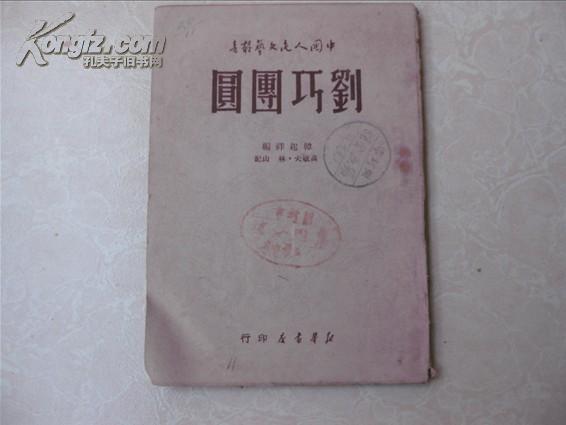 Kongfz.com
孔夫子旧书网
中国人民文藝叢書
劉巧團圓
韓起祥編
高敏夫·林山記
新華書店印行